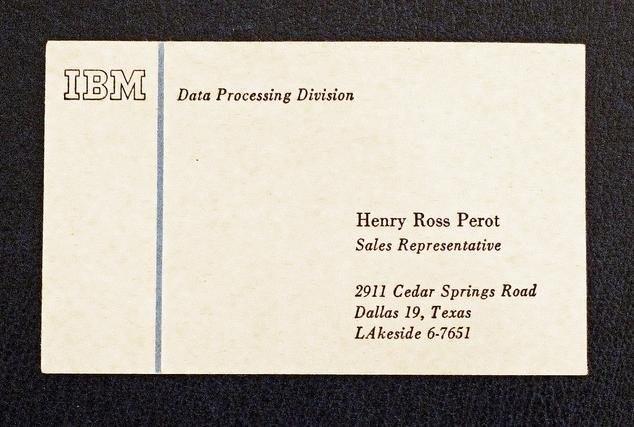 IBM
Data Processing Division
Henry Ross Perot
Sales Representative
2911 Cedar Springs Road
Dallas 19, Texas
LAkeside 6-7651